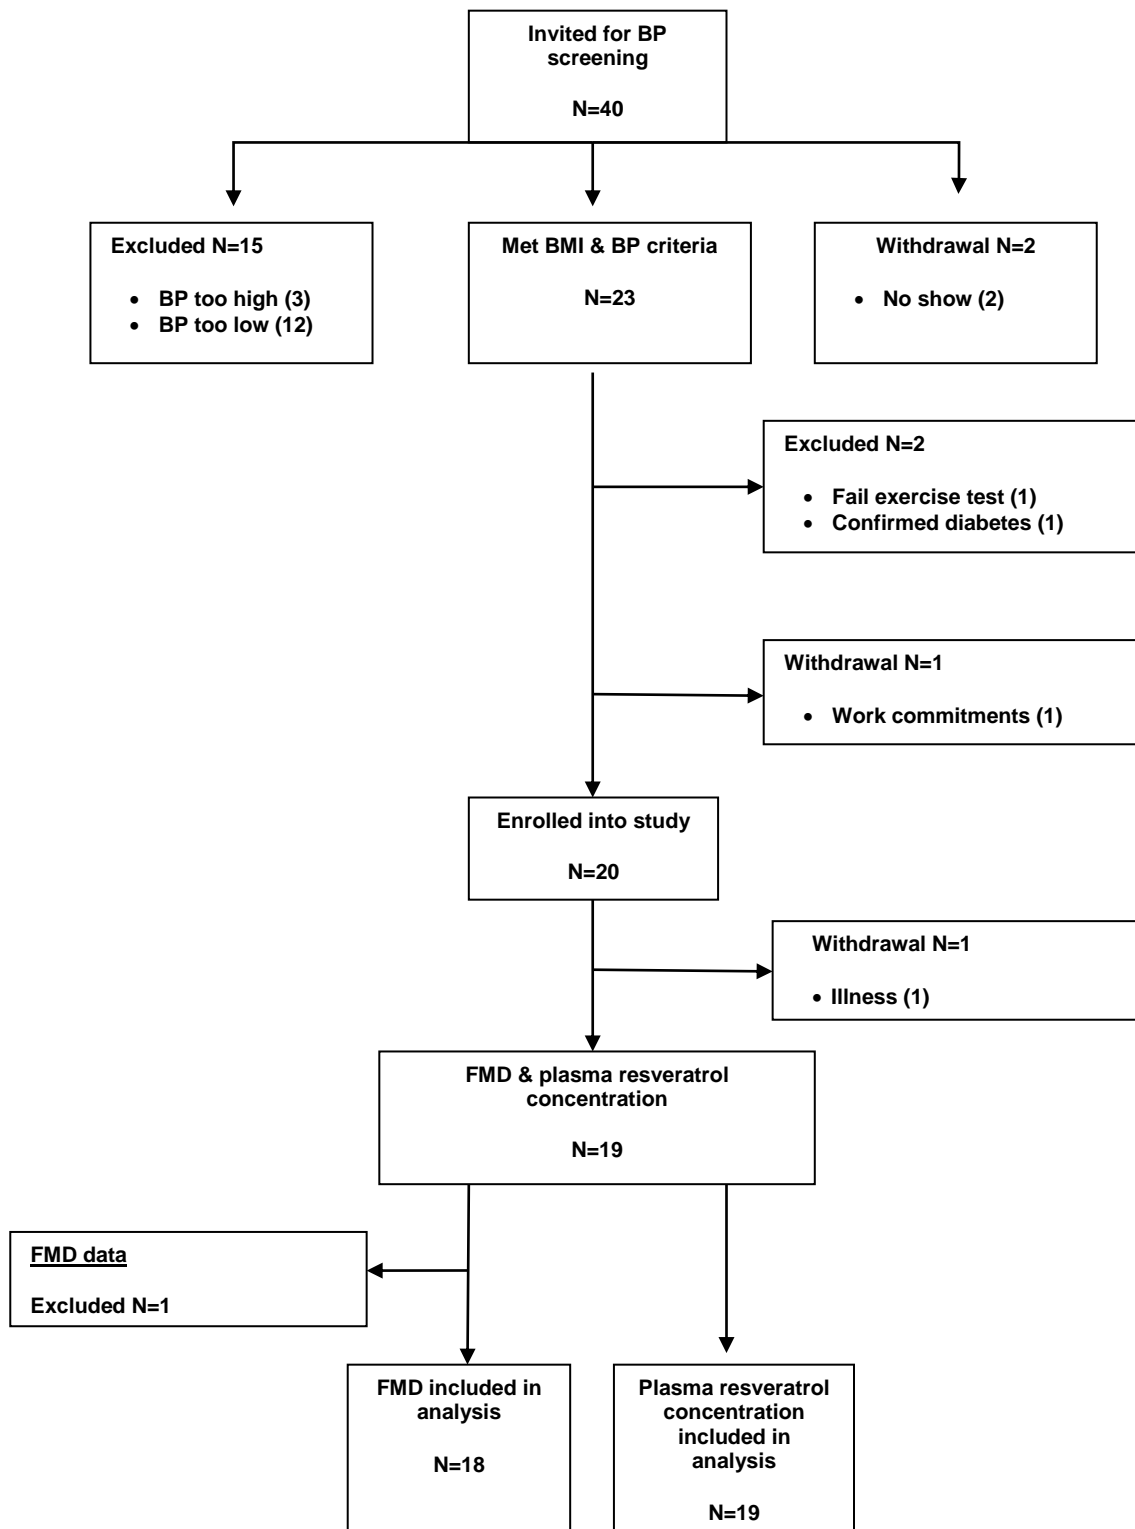 Invited for BP
screening
N=40
Excluded N=15
• BP too high (3)
• BP too low (12)
Met BMI & BP criteria
N=23
Withdrawal N=2
• No show (2)
Excluded N=2
• Fail exercise test (1)
• Confirmed diabetes (1)
Withdrawal N=1
• Work commitments (1)
Enrolled into study
N=20
Withdrawal N=1
• Illness (1)
FMD & plasma resveratrol
concentration
N=19
FMD data
Excluded N=1
FMD included in
analysis
N=18
Plasma resveratrol
concentration
included in
analysis
N=19